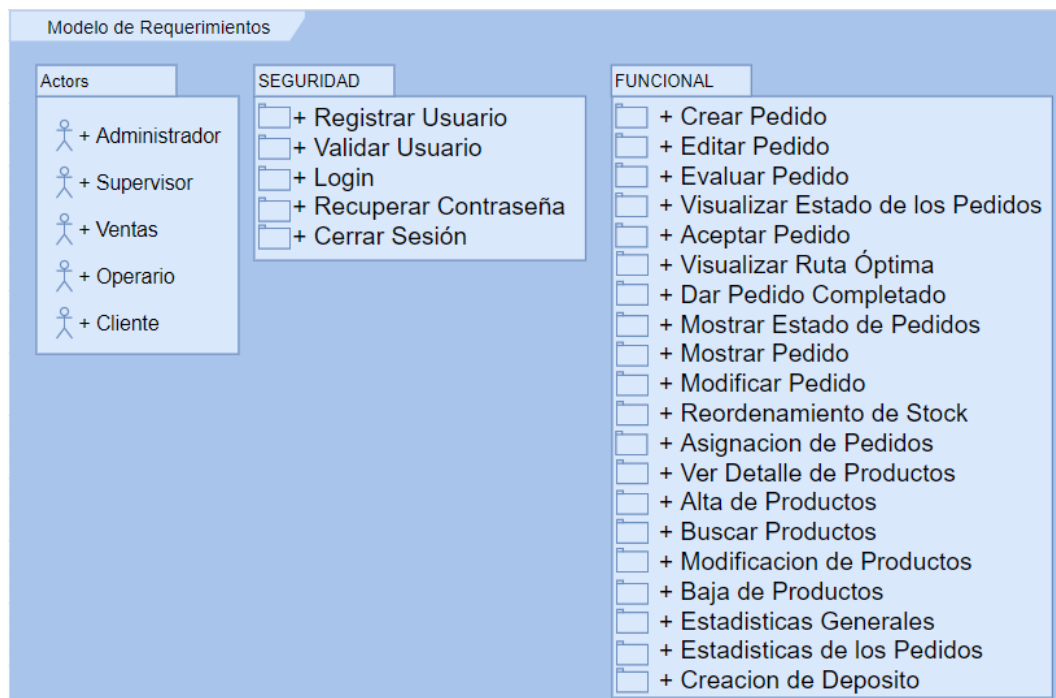 Modelo de Requerimientos
Actors
+ Administrador
+ Supervisor
+ Ventas
+ Operario
+ Cliente
SEGURIDAD
+ Registrar Usuario
+ Validar Usuario
+ Login
+ Recuperar Contraseña
+ Cerrar Sesión
FUNCIONAL
+ Crear Pedido
+ Editar Pedido
+ Evaluar Pedido
+ Visualizar Estado de los Pedidos
+ Aceptar Pedido
+ Visualizar Ruta Óptima
+ Dar Pedido Completado
+ Mostrar Estado de Pedidos
+ Mostrar Pedido
+ Modificar Pedido
+ Reordenamiento de Stock
+ Asignacion de Pedidos
+ Ver Detalle de Productos
+ Alta de Productos
+ Buscar Productos
+ Modificacion de Productos
+ Baja de Productos
+ Estadisticas Generales
+ Estadisticas de los Pedidos
+ Creacion de Deposito